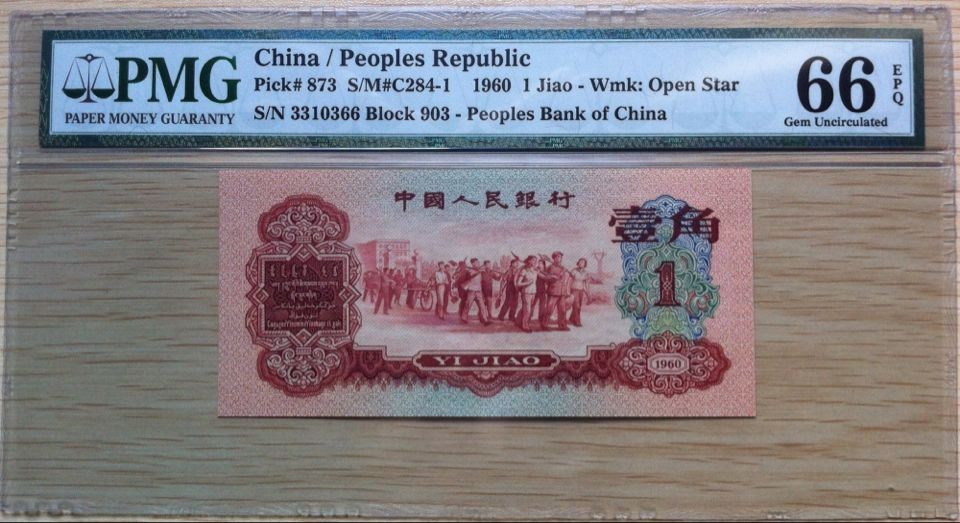 PMG
PAPER MONEY GUARANTY
China / Peoples Republic
Pick# 873 S/M#C284-1 1960 1 Jiao - Wmk: Open Star
S/N 3310366 Block 903 - Peoples Bank of China
66 EPQ
Gem Uncirculated
中國人民銀行
壹角
1
YI JIAO
1960